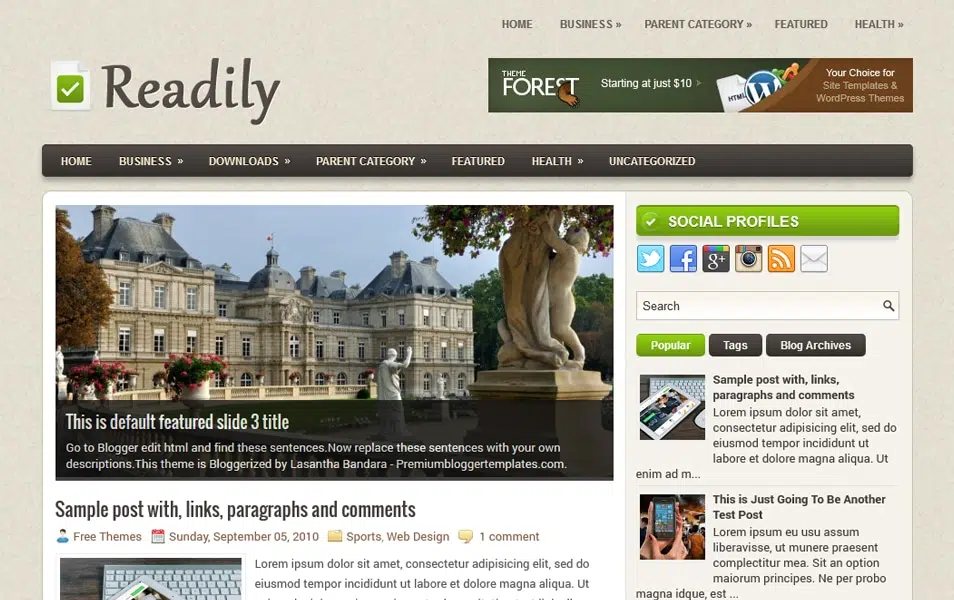 HOME BUSINESS » PARENT CATEGORY » FEATURED HEALTH »
Readily
THEME
FOREST
Starting at just $10 >
HTML
Your Choice for
Site Templates &
WordPress Themes
HOME BUSINESS » DOWNLOADS » PARENT CATEGORY » FEATURED HEALTH » UNCATEGORIZED
This is default featured slide 3 title
Go to Blogger edit html and find these sentences.Now replace these sentences with your own
descriptions.This theme is Bloggerized by Lasantha Bandara - Premiumbloggertemplates.com.
Sample post with, links, paragraphs and comments
Free Themes Sunday, September 05, 2010 Sports, Web Design 1 comment
Lorem ipsum dolor sit amet, consectetur adipisicing elit, sed do
eiusmod tempor incididunt ut labore et dolore magna aliqua. Ut
SOCIAL PROFILES
Search
Popular Tags Blog Archives
Sample post with, links,
paragraphs and comments
Lorem ipsum dolor sit amet,
consectetur adipisicing elit, sed do
eiusmod tempor incididunt ut
labore et dolore magna aliqua. Ut
enim ad m...
This is Just Going To Be Another
Test Post
Lorem ipsum eu usu assum
liberavisse, ut munere praesent
complectitur mea. Sit an option
maiorum principes. Ne per probo
magna idque, est ...